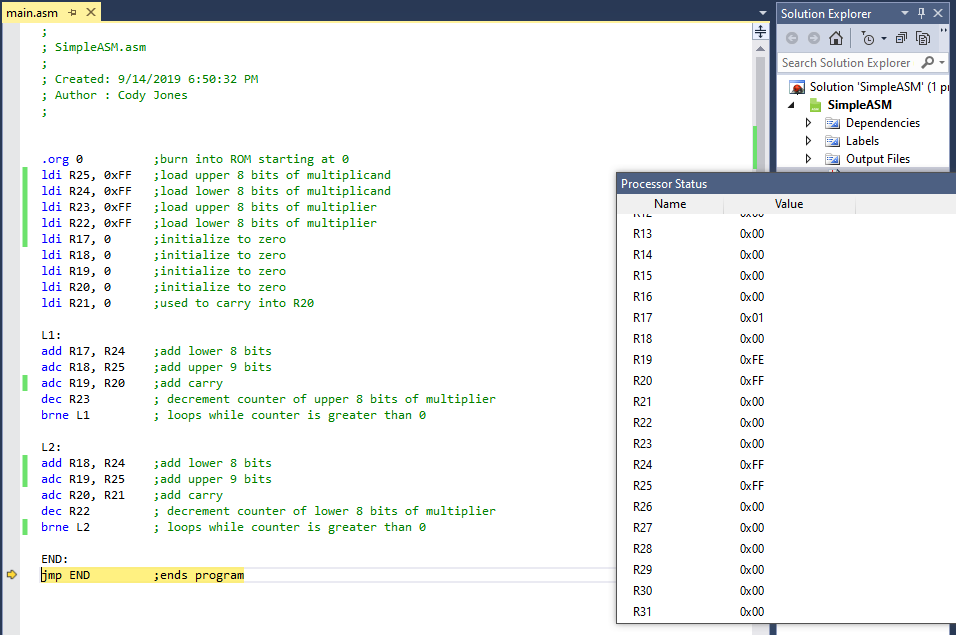 main.asm
;
; SimpleASM.asm
;
; Created: 9/14/2019 6:50:32 PM
; Author : Cody Jones
;
.org 0 ;burn into ROM starting at 0
ldi R25, 0xFF ;load upper 8 bits of multiplicand
ldi R24, 0xFF ;load lower 8 bits of multiplicand
ldi R23, 0xFF ;load upper 8 bits of multiplier
ldi R22, 0xFF ;load lower 8 bits of multiplier
ldi R17, 0 ;initialize to zero
ldi R18, 0 ;initialize to zero
ldi R19, 0 ;initialize to zero
ldi R20, 0 ;initialize to zero
ldi R21, 0 ;used to carry into R20
L1:
add R17, R24 ;add lower 8 bits
adc R18, R25 ;add upper 9 bits
adc R19, R20 ;add carry
dec R23 ; decrement counter of upper 8 bits of multiplier
brne L1 ; loops while counter is greater than 0
L2:
add R18, R24 ;add lower 8 bits
adc R19, R25 ;add upper 9 bits
adc R20, R21 ;add carry
dec R22 ; decrement counter of lower 8 bits of multiplier
brne L2 ; loops while counter is greater than 0
END:
jmp END ;ends program
Solution Explorer
Search Solution Explorer
Solution 'SimpleASM' (1 pr
SimpleASM
Dependencies
Labels
Output Files
Processor Status
Name Value
R12 0x00
R13 0x00
R14 0x00
R15 0x00
R16 0x00
R17 0x01
R18 0x00
R19 0xFE
R20 0xFF
R21 0x00
R22 0x00
R23 0x00
R24 0xFF
R25 0xFF
R26 0x00
R27 0x00
R28 0x00
R29 0x00
R30 0x00
R31 0x00